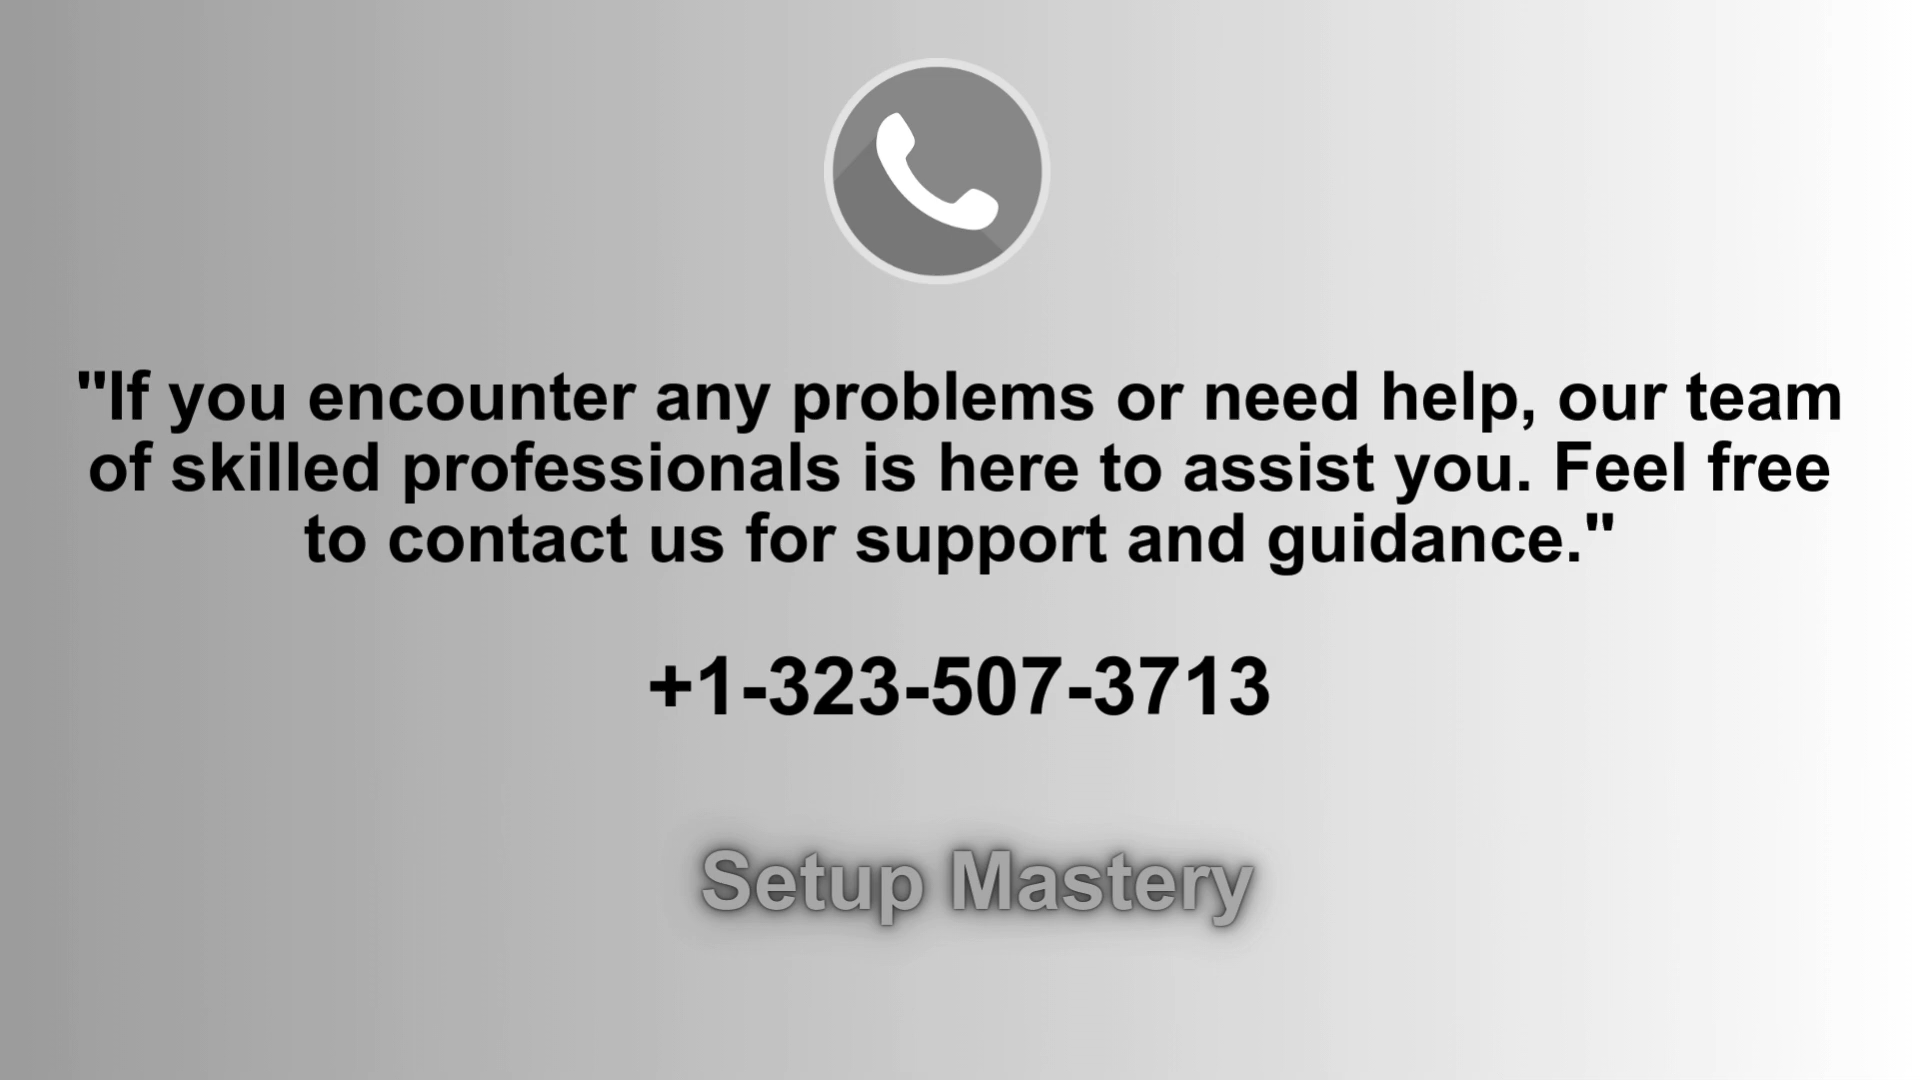 "If you encounter any problems or need help, our team
of skilled professionals is here to assist you. Feel free
to contact us for support and guidance."
+1-323-507-3713
Setup Mastery